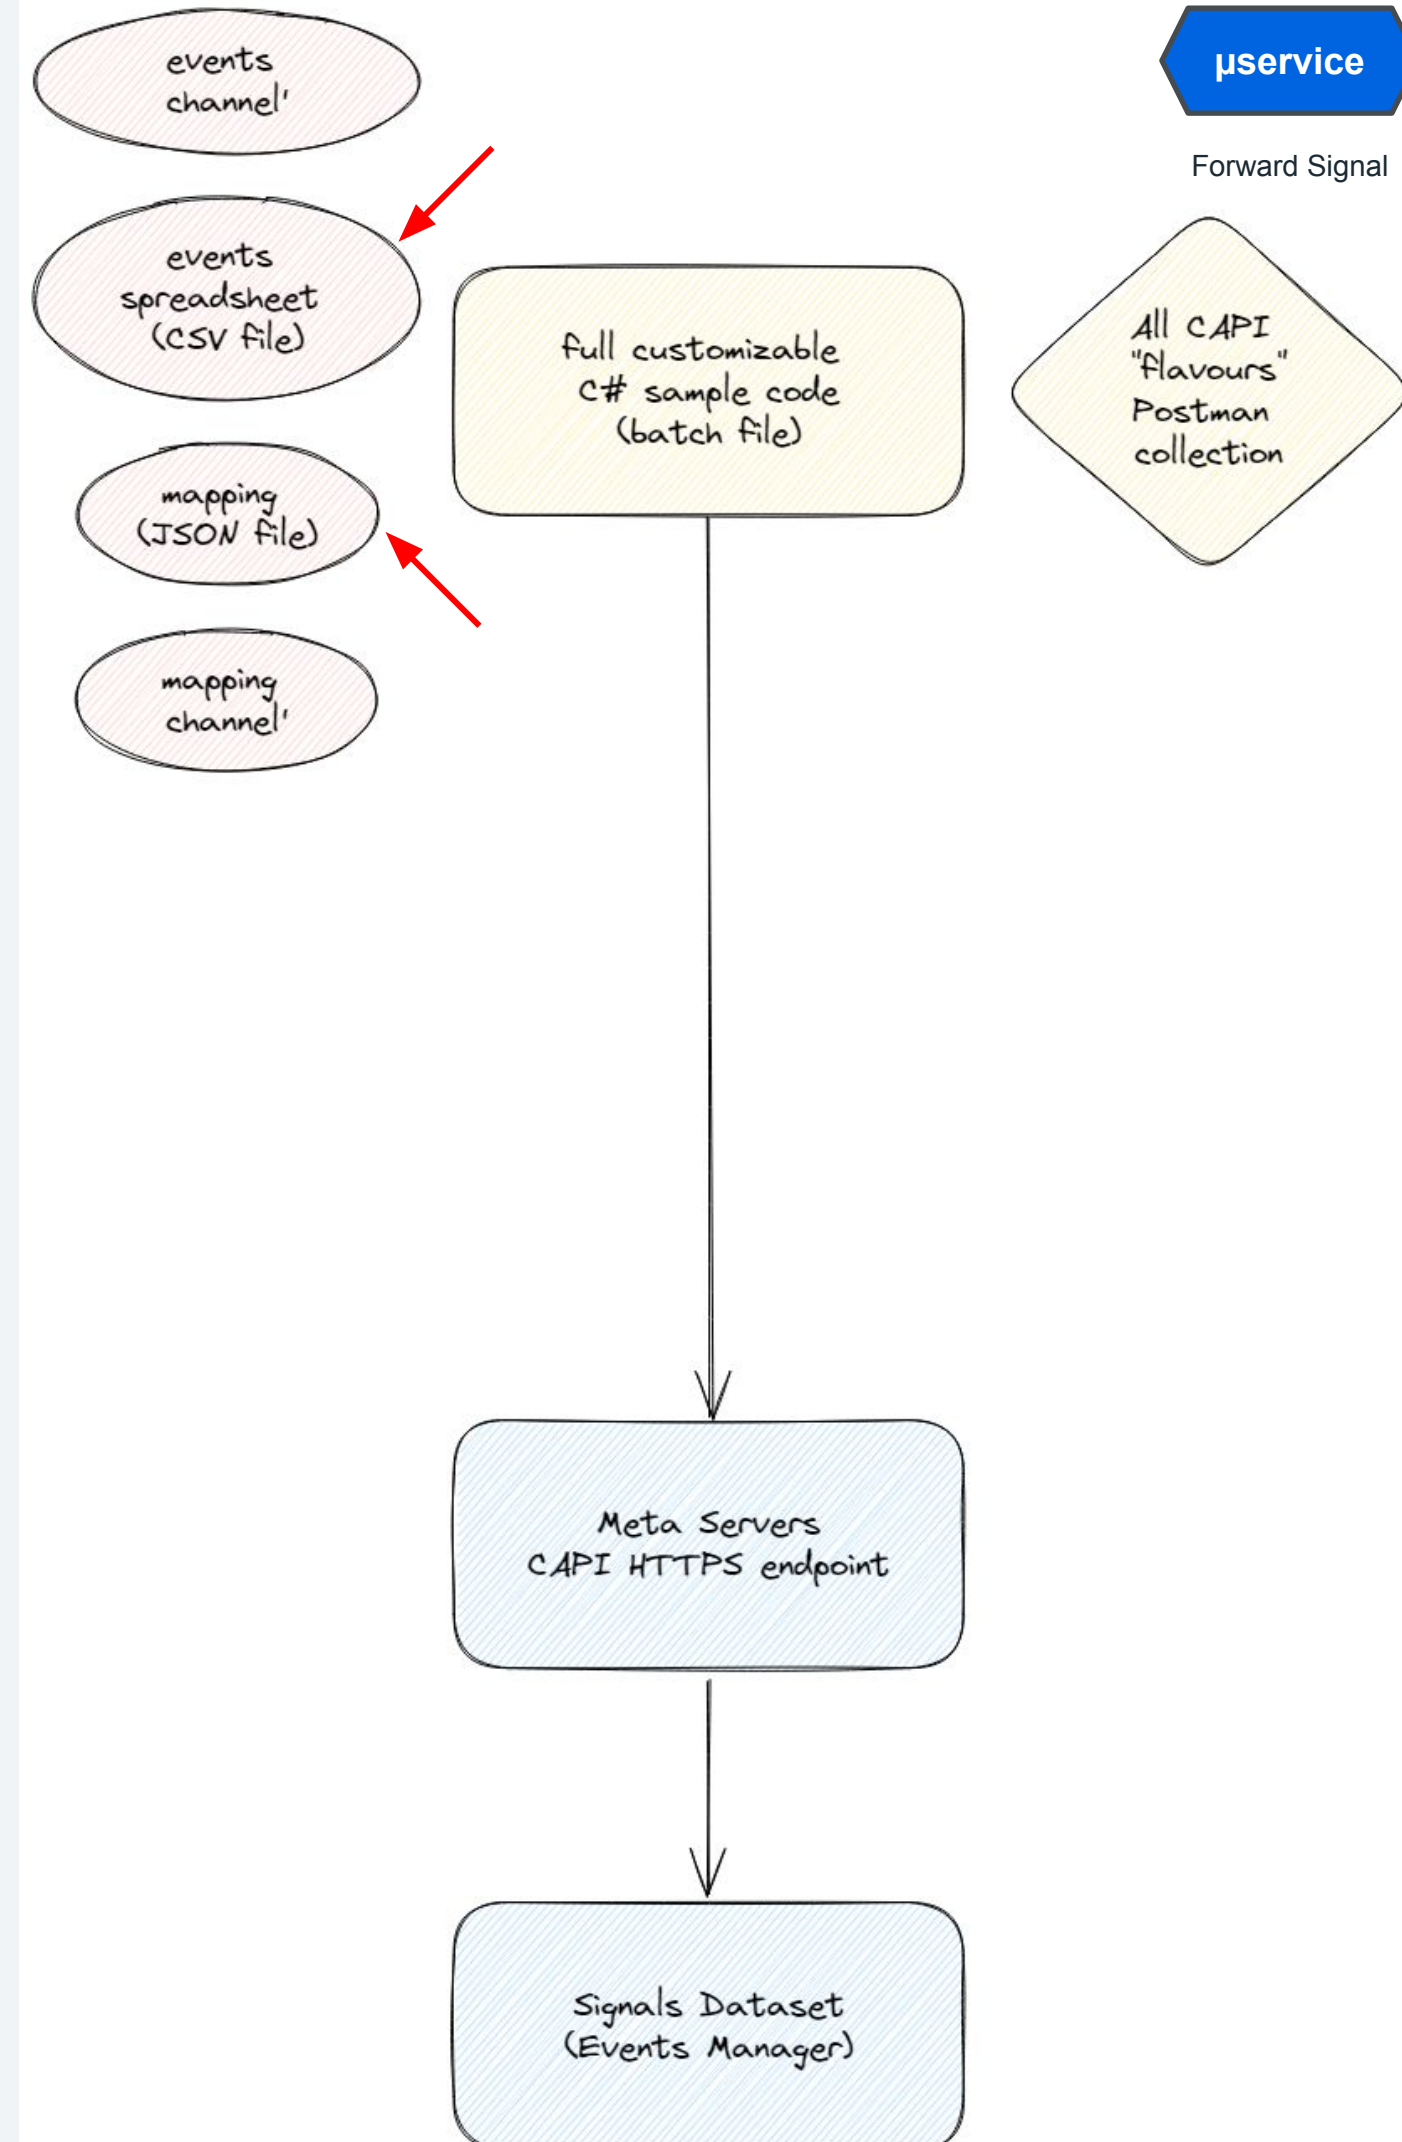 events
channel'
µservice
Forward Signal
events
spreadsheet
(CSV file)
full customizable
C# sample code
(batch file)
All CAPI
"flavours"
Postman
collection
mapping
(JSON file)
mapping
channel'
Meta Servers
CAPI HTTPS endpoint
Signals Dataset
(Events Manager)